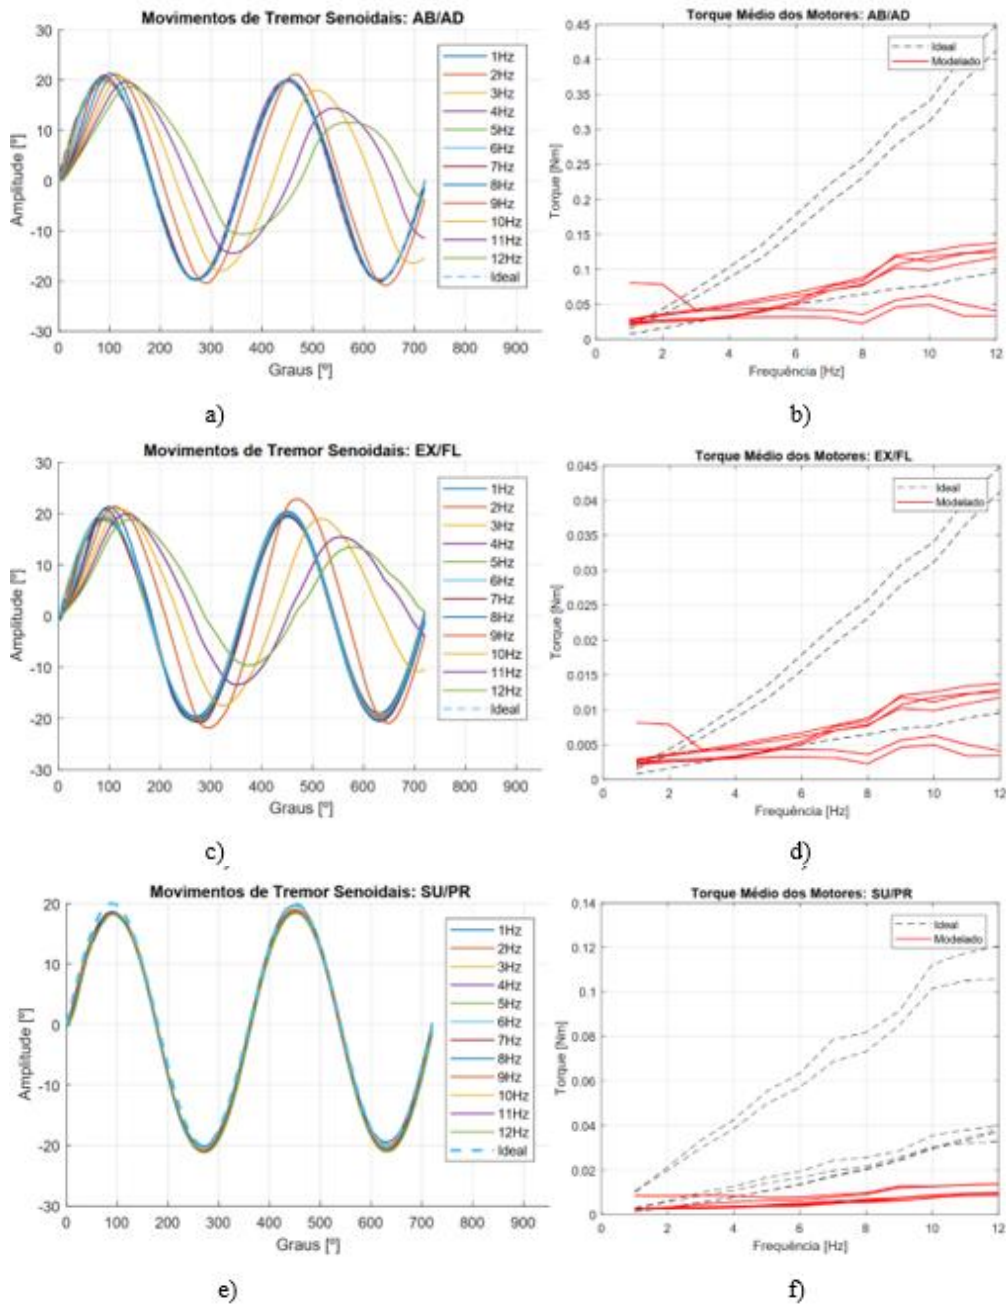 Movimentos de Tremor Senoidais: AB/AD
30
20
10
0
-10
-20
-30
Amplitude [º]
0 100 200 300 400 500 600 700 800 900
Graus [º]
1Hz
2Hz
3Hz
4Hz
5Hz
6Hz
7Hz
8Hz
9Hz
10Hz
11Hz
12Hz
Ideal
a)
Torque Médio dos Motores: AB/AD
0.45
0.4
0.35
0.3
0.25
0.2
0.15
0.1
0.05
0
Torque [Nm]
0 2 4 6 8 10 12
Frequência [Hz]
Ideal
Modelado
b)
Movimentos de Tremor Senoidais: EX/FL
30
20
10
0
-10
-20
-30
Amplitude [º]
0 100 200 300 400 500 600 700 800 900
Graus [º]
1Hz
2Hz
3Hz
4Hz
5Hz
6Hz
7Hz
8Hz
9Hz
10Hz
11Hz
12Hz
Ideal
c)
Torque Médio dos Motores: EX/FL
0.045
0.04
0.035
0.03
0.025
0.02
0.015
0.01
0.005
0
Torque [Nm]
0 2 4 6 8 10 12
Frequência [Hz]
Ideal
Modelado
d)
Movimentos de Tremor Senoidais: SU/PR
20
10
0
-10
-20
-30
Amplitude [º]
0 100 200 300 400 500 600 700 800 900
Graus [º]
1Hz
2Hz
3Hz
4Hz
5Hz
6Hz
7Hz
8Hz
9Hz
10Hz
11Hz
12Hz
Ideal
e)
Torque Médio dos Motores: SU/PR
0.14
0.12
0.1
0.08
0.06
0.04
0.02
0
Torque [Nm]
0 2 4 6 8 10 12
Frequência [Hz]
Ideal
Modelado
f)